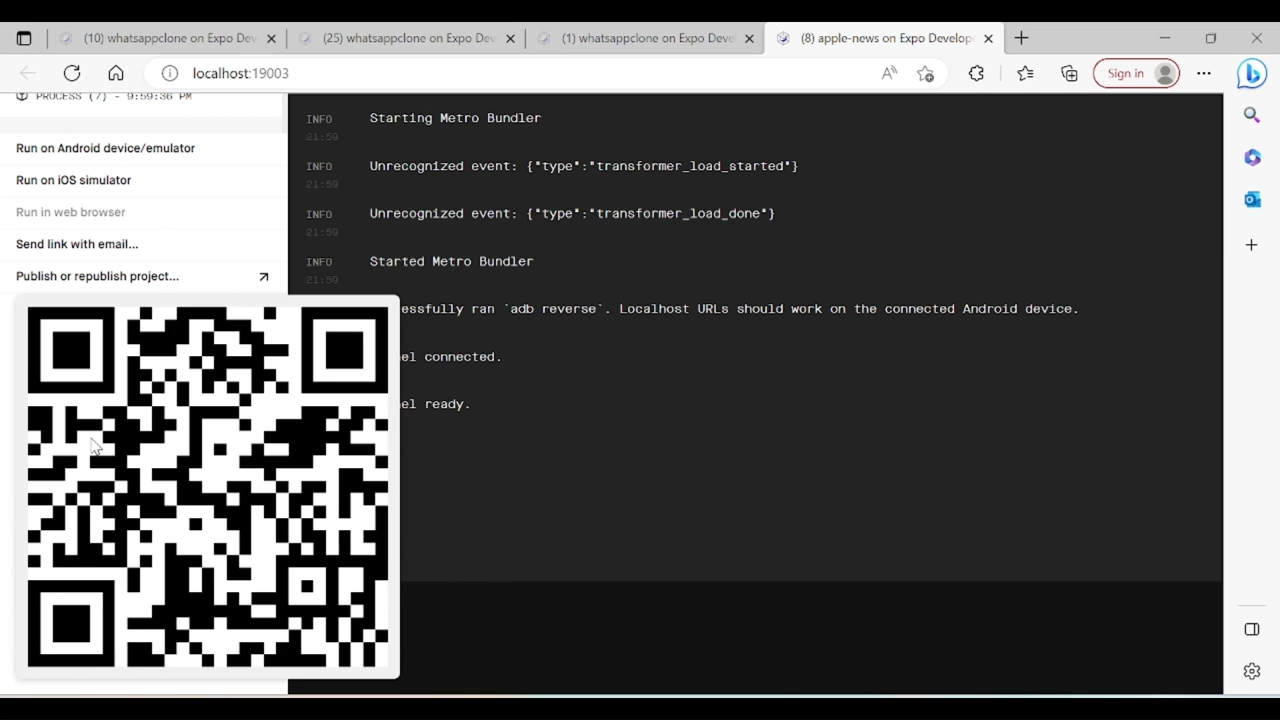 (10) whatsappclone on Expo Dev
(25) whatsappclone on Expo Dev
(1) whatsappclone on Expo Deve
(8) apple-news on Expo Develop
localhost:19003
Sign in
PROCESS (7) - 9:59:36 PM
Run on Android device/emulator
Run on iOS simulator
Run in web browser
Send link with email...
Publish or republish project...
INFO Starting Metro Bundler
21:59
INFO Unrecognized event: {"type":"transformer_load_started"}
21:59
INFO Unrecognized event: {"type":"transformer_load_done"}
21:59
INFO Started Metro Bundler
21:59
essfully ran `adb reverse`. Localhost URLs should work on the connected Android device.
el connected.
el ready.